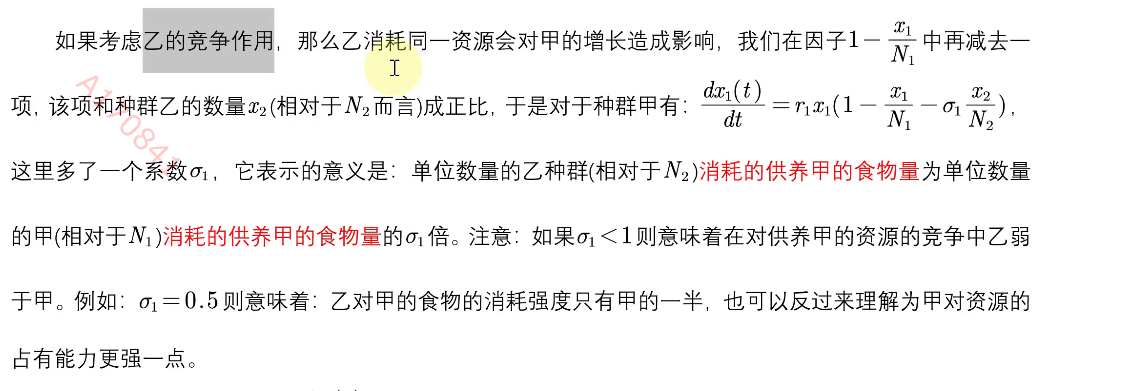 如果考虑乙的竞争作用，那么乙消耗同一资源会对甲的增长造成影响，我们在因子$1-\frac{x_1}{N_1}$中再减去一
项, 该项和种群乙的数量$x_2$(相对于$N_2$而言)成正比, 于是对于种群甲有: $\frac{dx_1(t)}{dt}=r_1x_1(1-\frac{x_1}{N_1}-\sigma_1\frac{x_2}{N_2})$,
这里多了一个系数$\sigma_1$, 它表示的意义是: 单位数量的乙种群(相对于$N_2$)消耗的供养甲的食物量为单位数量
的甲(相对于$N_1$)消耗的供养甲的食物量的$\sigma_1$倍。注意: 如果$\sigma_1<1$则意味着在对供养甲的资源的竞争中乙弱
于甲。例如: $\sigma_1=0.5$则意味着: 乙对甲的食物的消耗强度只有甲的一半, 也可以反过来理解为甲对资源的
占有能力更强一点。